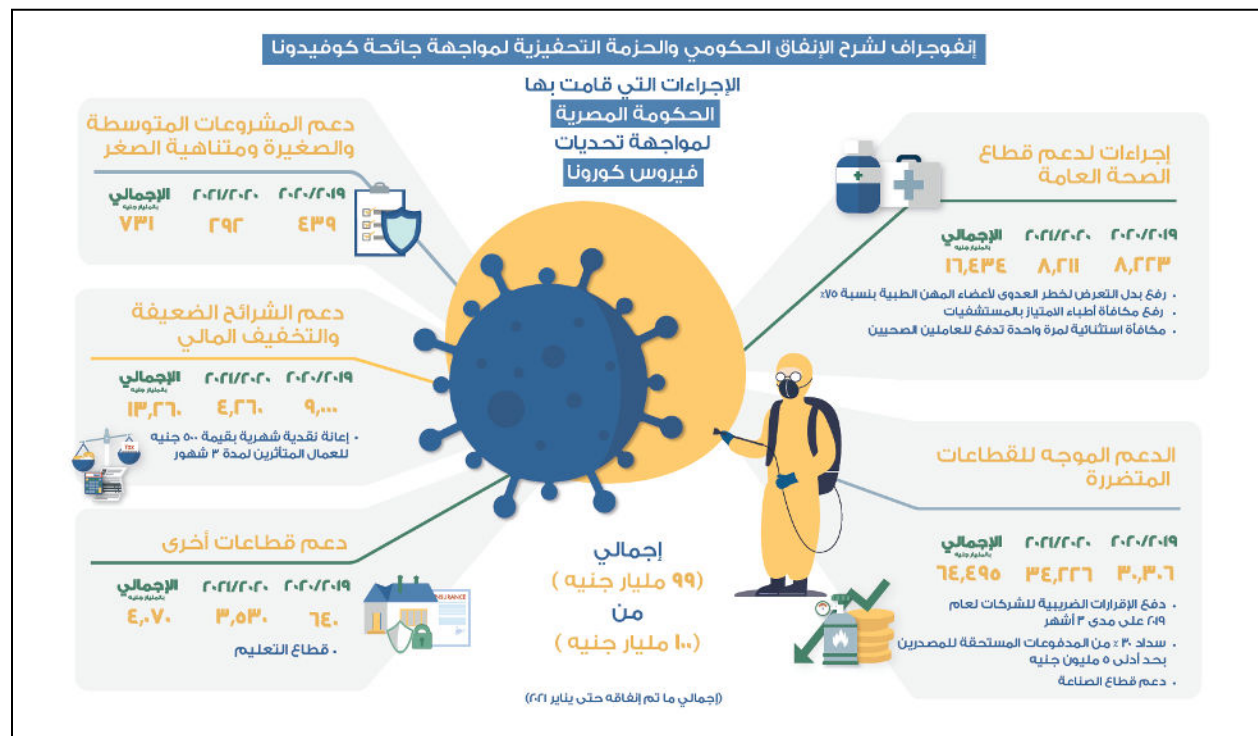 إنفوجراف لشرح الإنفاق الحكومي والحزمة التحفيزية لمواجهة جائحة كوفيدونا
الإجراءات التي قامت بها
الحكومة المصرية
لمواجهة تحديات
فيروس كورونا
إجراءات لدعم قطاع
الصحة العامة
٢٠٢٠/٢٠١٩ ٢٠٢١/٢٠٢٠ الإجمالي
بالمليار جنيه
٨,٢٢٣ ٨,٢١١ ١٦,٤٣٤
• رفع بدل التعرض لخطر العدوى لأعضاء المهن الطبية بنسبة ٧٥٪
• رفع مكافأة أطباء الامتياز بالمستشفيات
• مكافأة استثنائية لمرة واحدة تدفع للعاملين الصحيين
الدعم الموجه للقطاعات
المتضررة
٢٠٢٠/٢٠١٩ ٢٠٢١/٢٠٢٠ الإجمالي
بالمليار جنيه
٣٠,٣٠٦ ٣٤,٢٢٦ ٦٤,٤٩٥
• دفع الإقرارات الضريبية للشركات لعام
٢٠١٩ على مدى ٣ أشهر
• سداد ٣٠ ٪ من المدفوعات المستحقة للمصدرين
بحد أدنى ٥ مليون جنيه
• دعم قطاع الصناعة
دعم المشروعات المتوسطة
والصغيرة ومتناهية الصغر
٢٠٢٠/٢٠١٩ ٢٠٢١/٢٠٢٠ الإجمالي
بالمليار جنيه
٤٣٩ ٢٩٢ ٧٣١
دعم الشرائح الضعيفة
والتخفيف المالي
٢٠٢٠/٢٠١٩ ٢٠٢١/٢٠٢٠ الإجمالي
بالمليار جنيه
٩,٠٠٠ ٤,٢٦٠ ١٣,٢٦٠
• إعانة نقدية شهرية بقيمة ٥٠٠ جنيه
للعمال المتأثرين لمدة ٣ شهور
TAX
دعم قطاعات أخرى
٢٠٢٠/٢٠١٩ ٢٠٢١/٢٠٢٠ الإجمالي
بالمليار جنيه
٦٤٠ ٣,٥٣٠ ٤,٠٧٠
• قطاع التعليم
إجمالي
(٩٩ مليار جنيه )
من
(١٠٠ مليار جنيه )
(إجمالي ما تم إنفاقه حتى يناير ٢٠٢١)